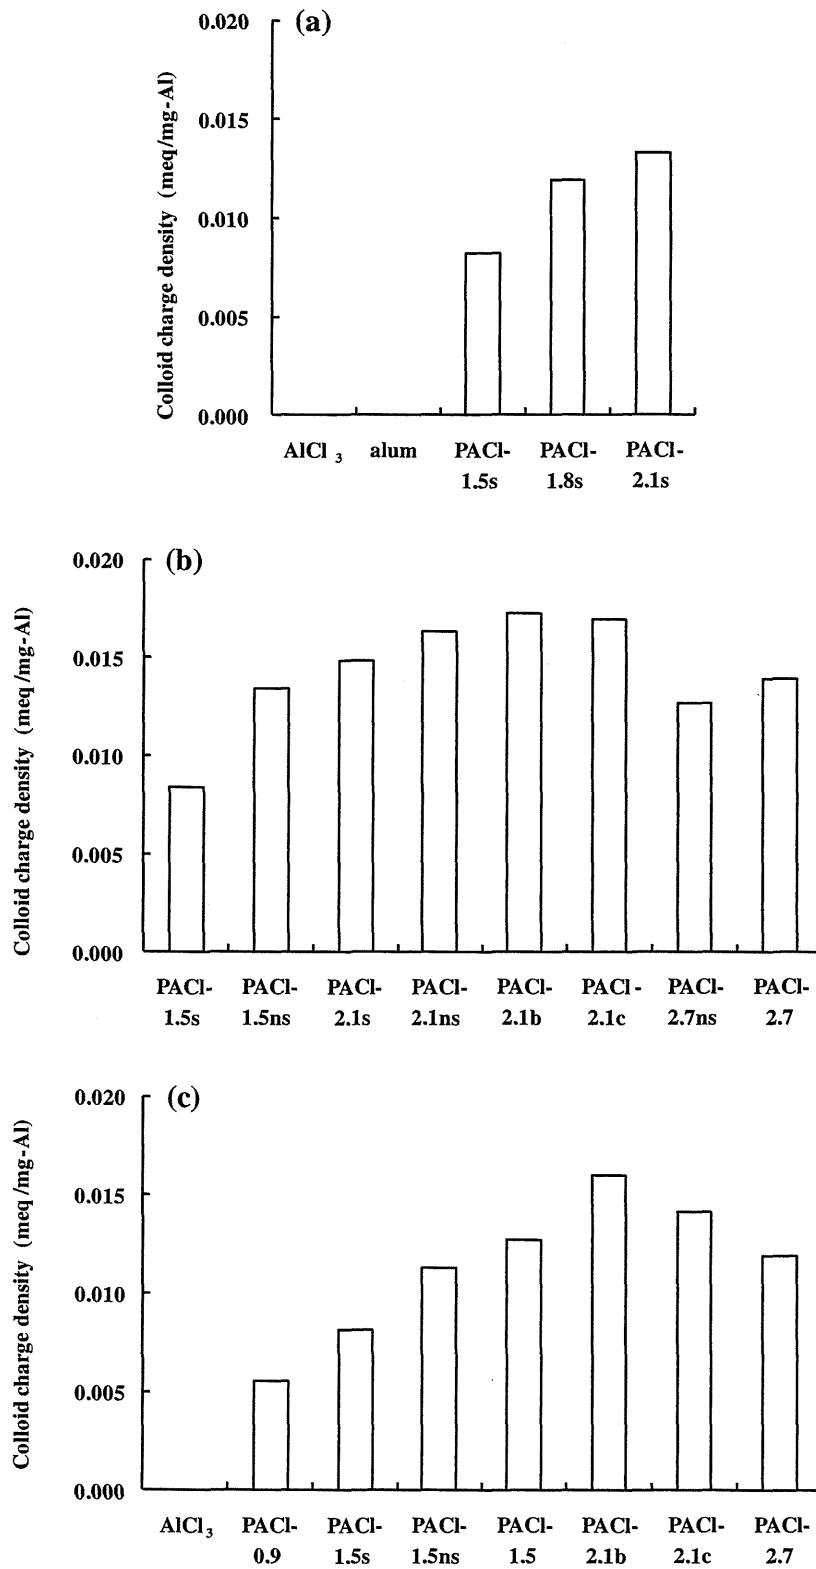 (a)
Colloid charge density (meq/mg-Al)
0.020
0.015
0.010
0.005
0.000
AlCl3 alum PACl- PACl- PACl-
1.5s 1.8s 2.1s
(b)
Colloid charge density (meq/mg-Al)
0.020
0.015
0.010
0.005
0.000
PACl- PACl- PACl- PACl- PACl- PACl- PACl- PACl-
1.5s 1.5ns 2.1s 2.1ns 2.1b 2.1c 2.7ns 2.7
(c)
Colloid charge density (meq/mg-Al)
0.020
0.015
0.010
0.005
0.000
AlCl3 PACl- PACl- PACl- PACl- PACl- PACl- PACl-
0.9 1.5s 1.5ns 1.5 2.1b 2.1c 2.7